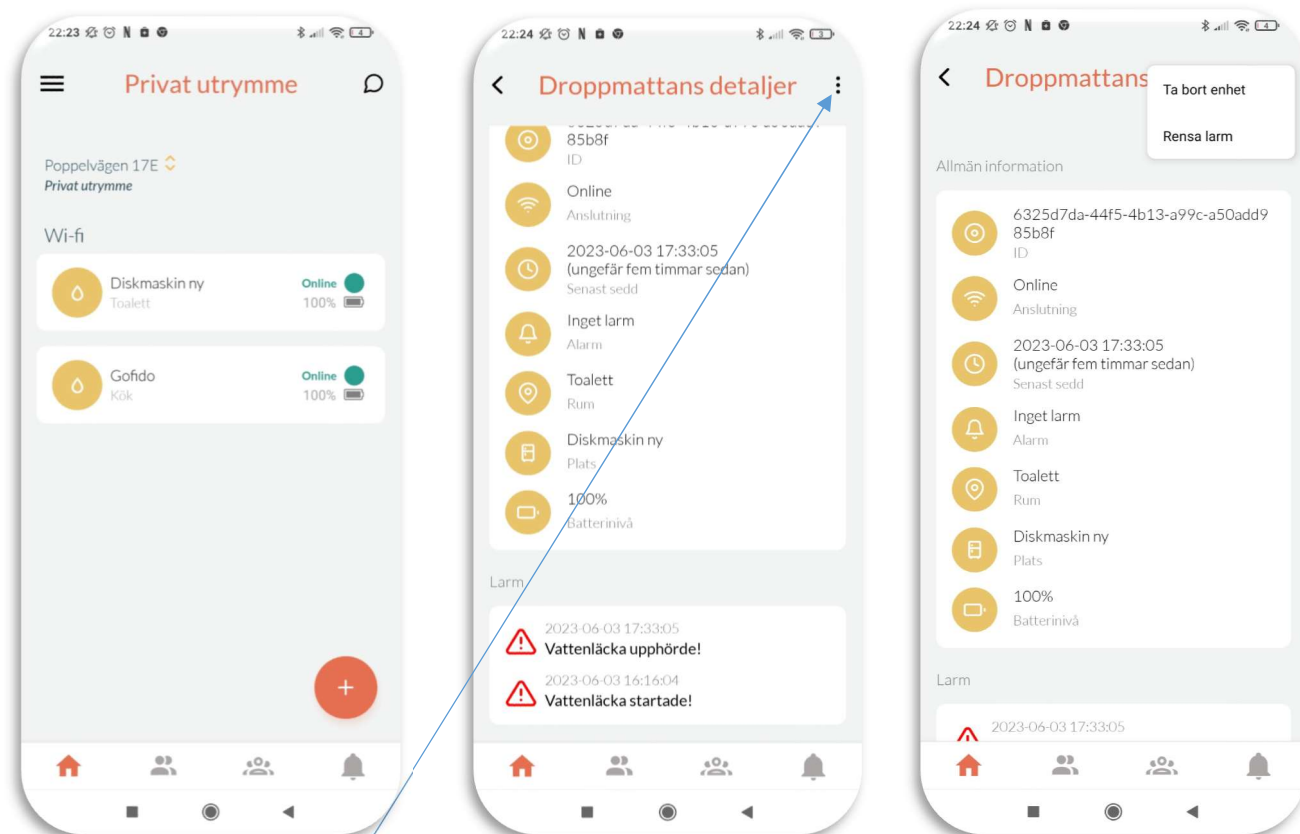 22:23
4
Privat utrymme
Poppelvägen 17E
Privat utrymme
Wi-fi
Diskmaskin ny
Toalett
Online
100%
Gofido
Kök
Online
100%
+
22:24
3
Droppmattans detaljer
85b8f
ID
Online
Anslutning
2023-06-03 17:33:05
(ungefär fem timmar sedan)
Senast sedd
Inget larm
Alarm
Toalett
Rum
Diskmaskin ny
Plats
100%
Batterinivå
Larm
2023-06-03 17:33:05
Vattenläcka upphörde!
2023-06-03 16:16:04
Vattenläcka startade!
22:24
4
Droppmattans
Ta bort enhet
Rensa larm
Allmän information
6325d7da-44f5-4b13-a99c-a50add9
85b8f
ID
Online
Anslutning
2023-06-03 17:33:05
(ungefär fem timmar sedan)
Senast sedd
Inget larm
Alarm
Toalett
Rum
Diskmaskin ny
Plats
100%
Batterinivå
Larm
2023-06-03 17:33:05